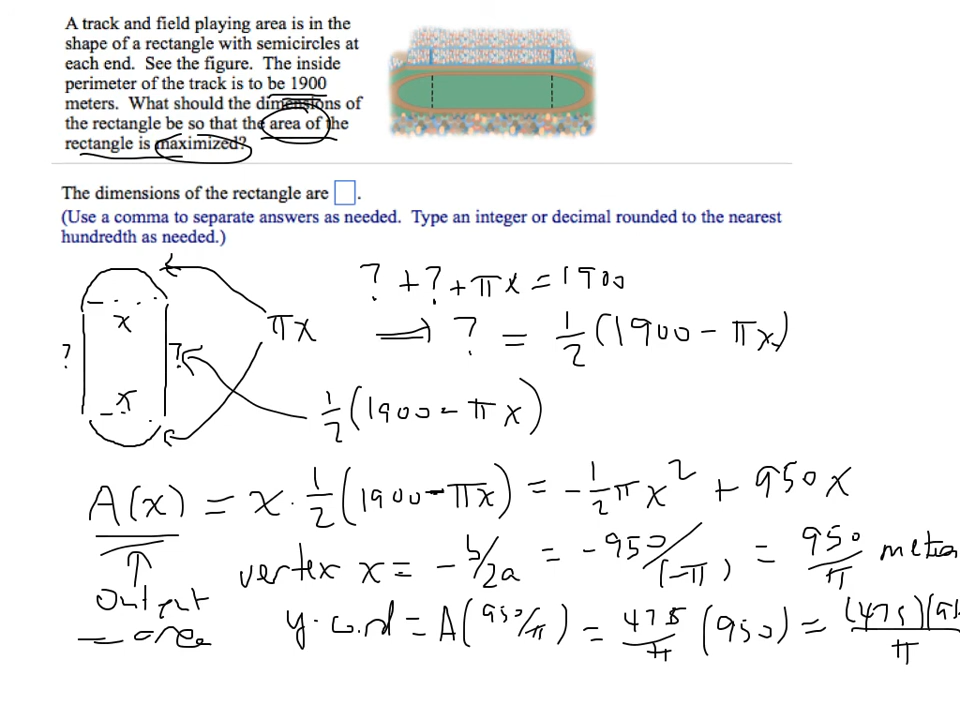 A track and field playing area is in the
shape of a rectangle with semicircles at
each end. See the figure. The inside
perimeter of the track is to be 1900
meters. What should the dimensions of
the rectangle be so that the area of the
rectangle is maximized?
The dimensions of the rectangle are □.
(Use a comma to separate answers as needed. Type an integer or decimal rounded to the nearest
hundredth as needed.)
? + ? + πx = 1900
x
πx
⟹ ? = 1/2 (1900 - πx)
? ?
x
1/2 (1900 - πx)
A(x) = x · 1/2 (1900 - πx) = -1/2 πx² + 950x
vertex x = -b/2a = -950/(-π) = 950/π
output
= area
y. cord = A(950/π) = 475/π (950) =